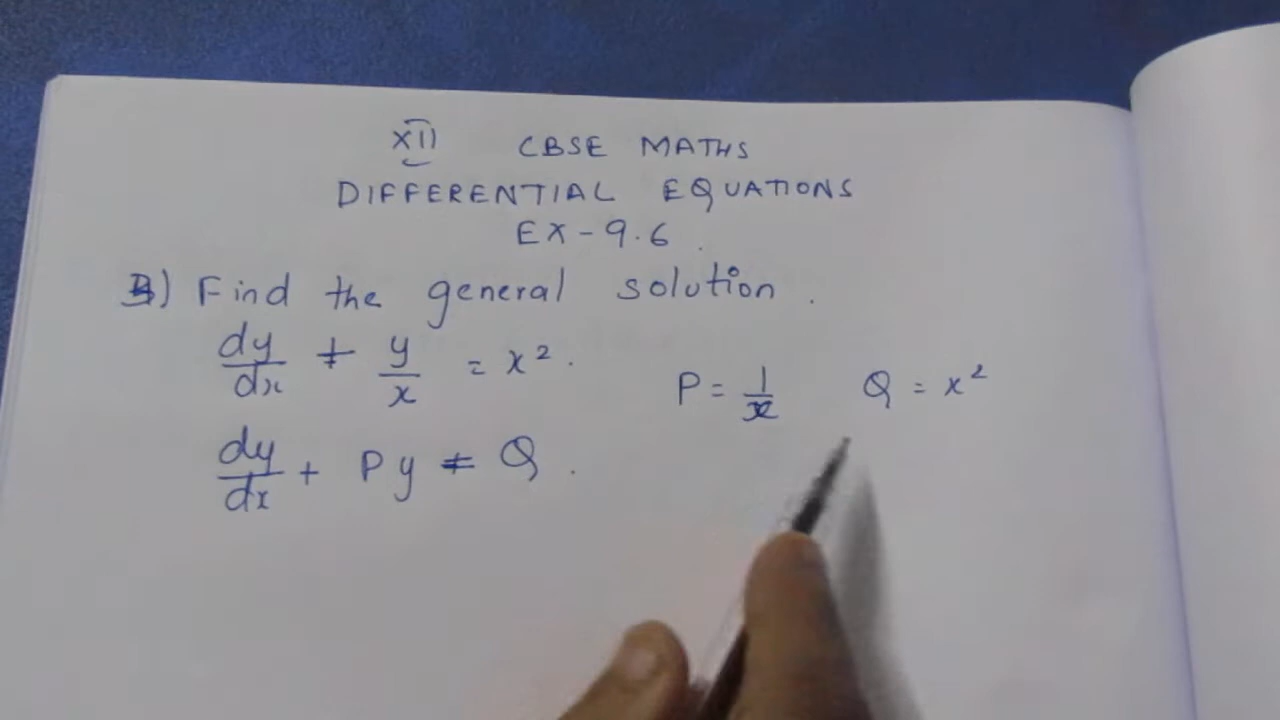 XII CBSE MATHS
DIFFERENTIAL EQUATIONS
EX-9.6.
3) Find the general solution.
dy/dx + y/x = x².
P = 1/x Q = x²
dy/dx + Py = Q.